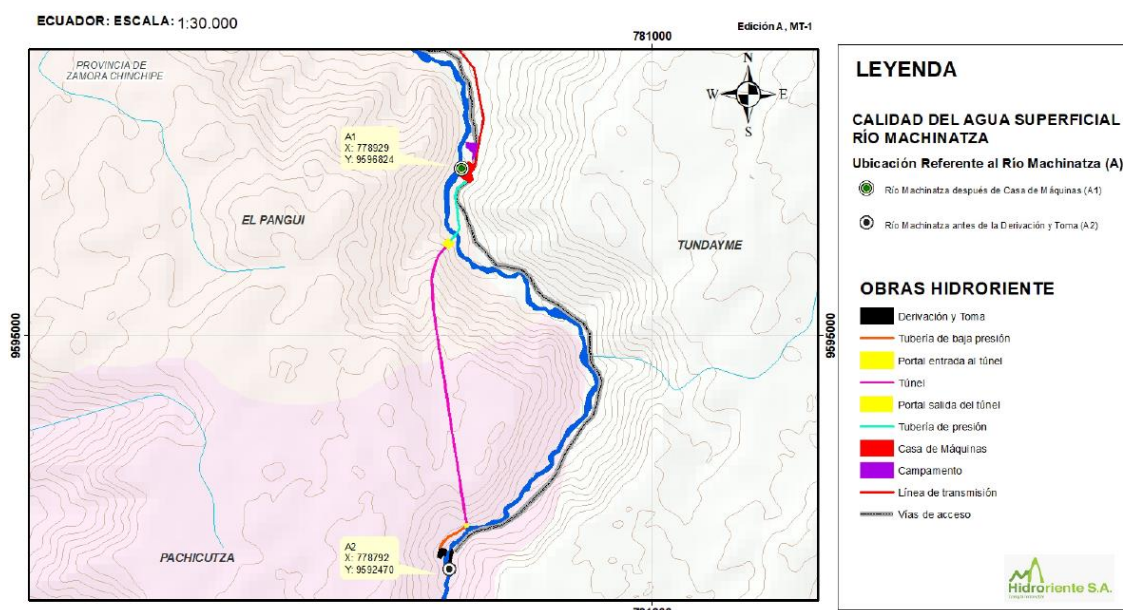 ECUADOR: ESCALA: 1:30.000
781000
Edición A, MT-1
PROVINCIA DE
ZAMORA CHINCHIPE
N
W
E
S
A1
X: 778929
Y: 9596824
EL PANGUI
TUNDAYME
9595000
9595000
PACHICUTZA
A2
X: 778792
Y: 9592470
781000
LEYENDA
CALIDAD DEL AGUA SUPERFICIAL
RÍO MACHINATZA
Ubicación Referente al Río Machinatza (A)
Río Machinatza después de Casa de Máquinas (A1)
Río Machinatza antes de la Derivación y Toma (A2)
OBRAS HIDRORIENTE
Derivación y Toma
Tubería de baja presión
Portal entrada al túnel
Túnel
Portal salida del túnel
Tubería de presión
Casa de Máquinas
Campamento
Línea de transmisión
Vías de acceso
Hidroriente S.A.